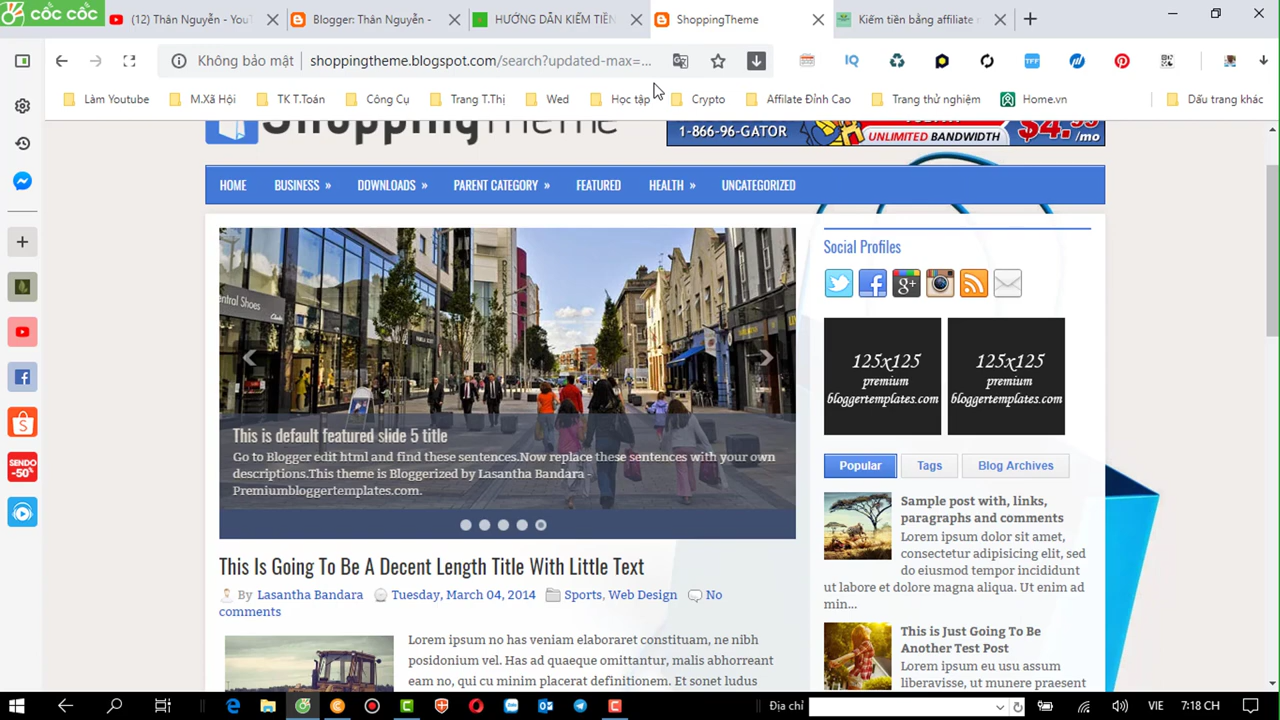 CỐC CỐC
(12) Thân Nguyễn - You
Blogger: Thân Nguyễn -
HƯỚNG DẪN KIẾM TIỀN
ShoppingTheme
Kiếm tiền bằng affiliate
Không bảo mật
shoppingtheme.blogspot.com/search?updated-max=...
Làm Youtube
M.Xã Hội
TK T.Toán
Công Cụ
Trang T.Thị
Wed
Học tập
Crypto
Affilate Đỉnh Cao
Trang thử nghiệm
Home.vn
Dấu trang khác
IQ
TFF
ShoppingTheme
1-866-96-GATOR
UNLIMITED BANDWIDTH
/mo
HOME
BUSINESS »
DOWNLOADS »
PARENT CATEGORY »
FEATURED
HEALTH »
UNCATEGORIZED
entral Shoes
This is default featured slide 5 title
Go to Blogger edit html and find these sentences.Now replace these sentences with your own
descriptions.This theme is Bloggerized by Lasantha Bandara -
Premiumbloggertemplates.com.
Social Profiles
125x125
premium
bloggertemplates.com
125x125
premium
bloggertemplates.com
Popular
Tags
Blog Archives
Sample post with, links,
paragraphs and comments
Lorem ipsum dolor sit amet,
consectetur adipisicing elit, sed
do eiusmod tempor incididunt
ut labore et dolore magna aliqua. Ut enim ad
min...
This is Just Going To Be
Another Test Post
Lorem ipsum eu usu assum
liberavisse, ut munere praesent
This Is Going To Be A Decent Length Title With Little Text
By Lasantha Bandara Tuesday, March 04, 2014 Sports, Web Design No
comments
Lorem ipsum no has veniam elaboraret constituam, ne nibh
propositionem vel. Has ad quaeque omittantur, malis abhorreant
eam no, qui cu minim placerat definitionem. Et sonet ludus
SENDO
-50%
Địa chỉ
VIE
7:18 CH